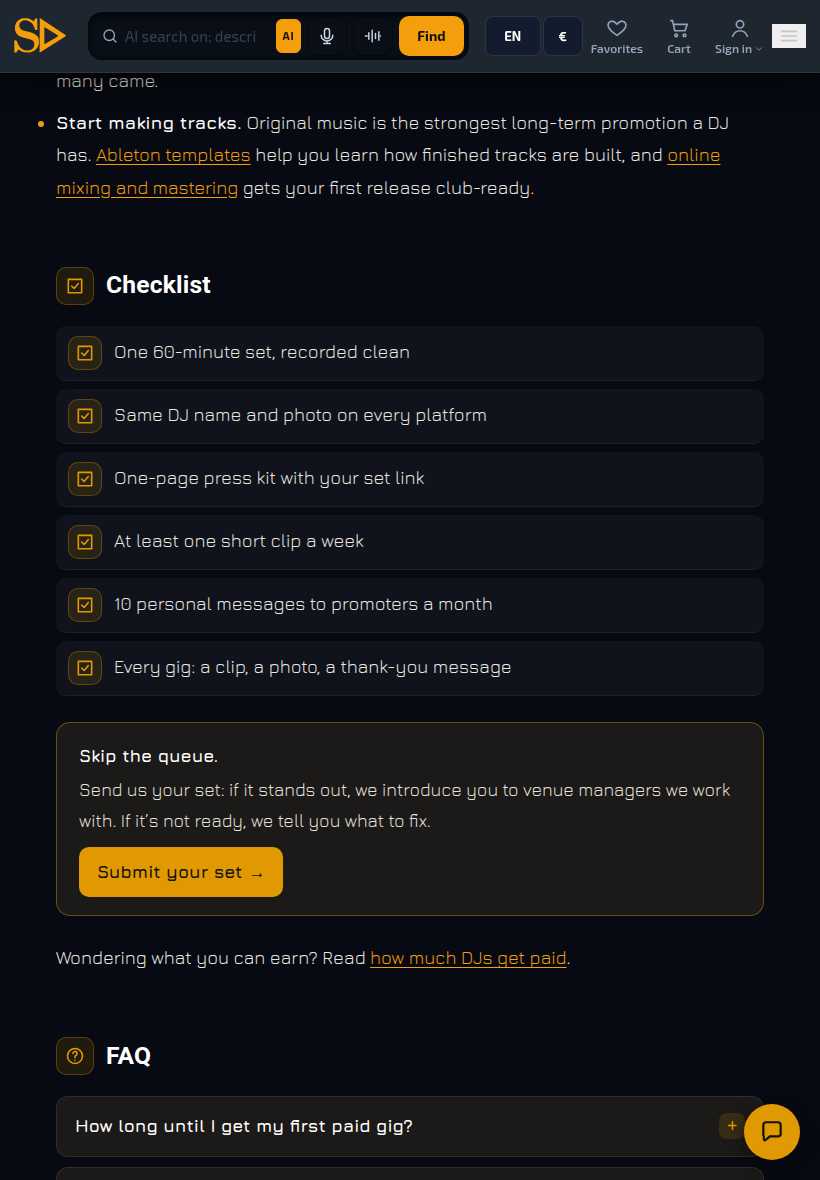 SD
AI search on: descri
AI
Find
EN
€
Favorites
Cart
Sign in
many came.
Start making tracks. Original music is the strongest long-term promotion a DJ
has. Ableton templates help you learn how finished tracks are built, and online
mixing and mastering gets your first release club-ready.
Checklist
One 60-minute set, recorded clean
Same DJ name and photo on every platform
One-page press kit with your set link
At least one short clip a week
10 personal messages to promoters a month
Every gig: a clip, a photo, a thank-you message
Skip the queue.
Send us your set: if it stands out, we introduce you to venue managers we work
with. If it's not ready, we tell you what to fix.
Submit your set →
Wondering what you can earn? Read how much DJs get paid.
FAQ
How long until I get my first paid gig?
+